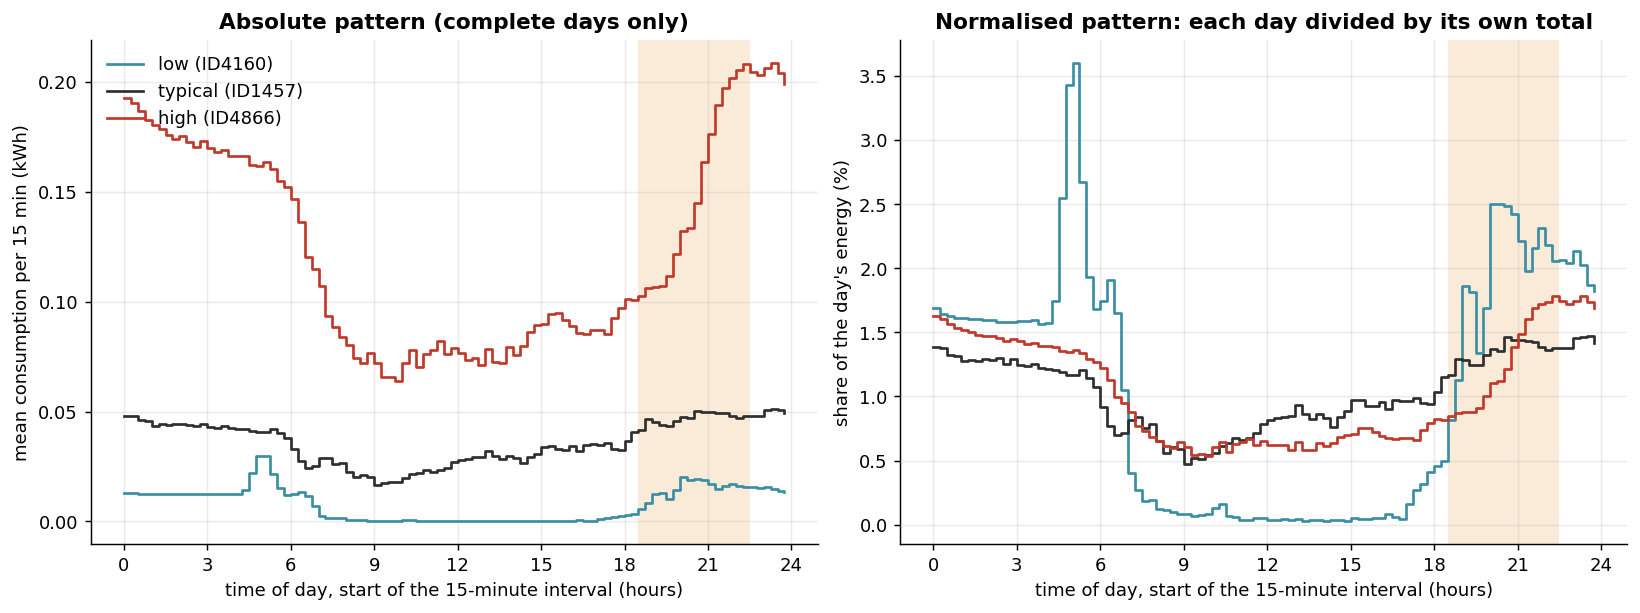 Absolute pattern (complete days only)
low (ID4160)
typical (ID1457)
high (ID4866)
mean consumption per 15 min (kWh)
0.20
0.15
0.10
0.05
0.00
0 3 6 9 12 15 18 21 24
time of day, start of the 15-minute interval (hours)
Normalised pattern: each day divided by its own total
share of the day's energy (%)
3.5
3.0
2.5
2.0
1.5
1.0
0.5
0.0
0 3 6 9 12 15 18 21 24
time of day, start of the 15-minute interval (hours)